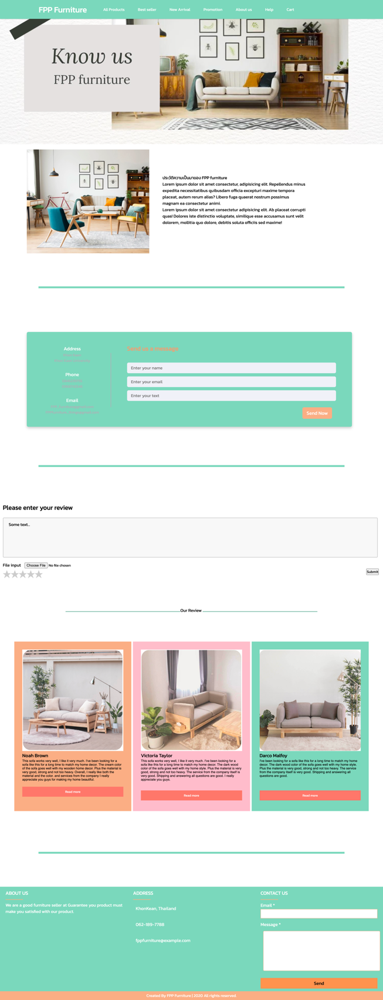 FPP Furniture
All Products
Best seller
New Arrival
Promotion
About us
Help
Cart
Know us
FPP furniture
ประวัติความเป็นมาของ FPP furniture
Lorem ipsum dolor sit amet consectetur, adipisicing elit. Repellendus minus
expedita necessitatibus quibusdam officia excepturi maxime tempora
placeat, autem rerum alias? Libero fuga quaerat nostrum possimus
magnam ea consectetur animi.
Lorem ipsum dolor sit amet consectetur adipisicing elit. Ab placeat corrupti
quas! Dolores iste distinctio voluptate, similique esse accusamus sunt velit
dolorem, mollitia quo dolore, debitis soluta officiis sed maxime!
Address
Phone
Email
Send us a message
Enter your name
Enter your email
Enter your text
Send Now
Please enter your review
Some text...
File input
Choose File
No file chosen
Submit
Our Review
Noah Brown
This sofa works very well, I like it very much. I've been looking for a
sofa like this for a long time to match my home decor. The cream color
of the sofa goes well with my wooden home decor. Plus the material is
very good, strong and not too heavy. Overall, I really like both the
material and the color, and services from the company I really
appreciate you guys for making my home beautiful.
Read more
Victoria Taylor
This sofa works very well, I like it very much. I've been looking for a
sofa like this for a long time to match my home decor. The dark wood
color of the sofa goes well with my home style. Plus the material is very
good, strong and not too heavy. The service from the company itself is
very good. Shipping and answering all questions are good. I really
appreciate you guys.
Read more
Darco Malfoy
I've been looking for a sofa like this for a long time to match my home
decor. The dark wood color of the sofa goes well with my home style.
Plus the material is very good, strong and not too heavy. The service
from the company itself is very good. Shipping and answering all
questions are good.
Read more
ABOUT US
We are a good furniture seller at Guarantee you product must
make you satisfied with our product.
ADDRESS
KhonKean, Thailand
062-189-7788
fppfurniture@example.com
CONTACT US
Email *
Message *
Send
Created By FPP Furniture | 2020 All rights reserved.